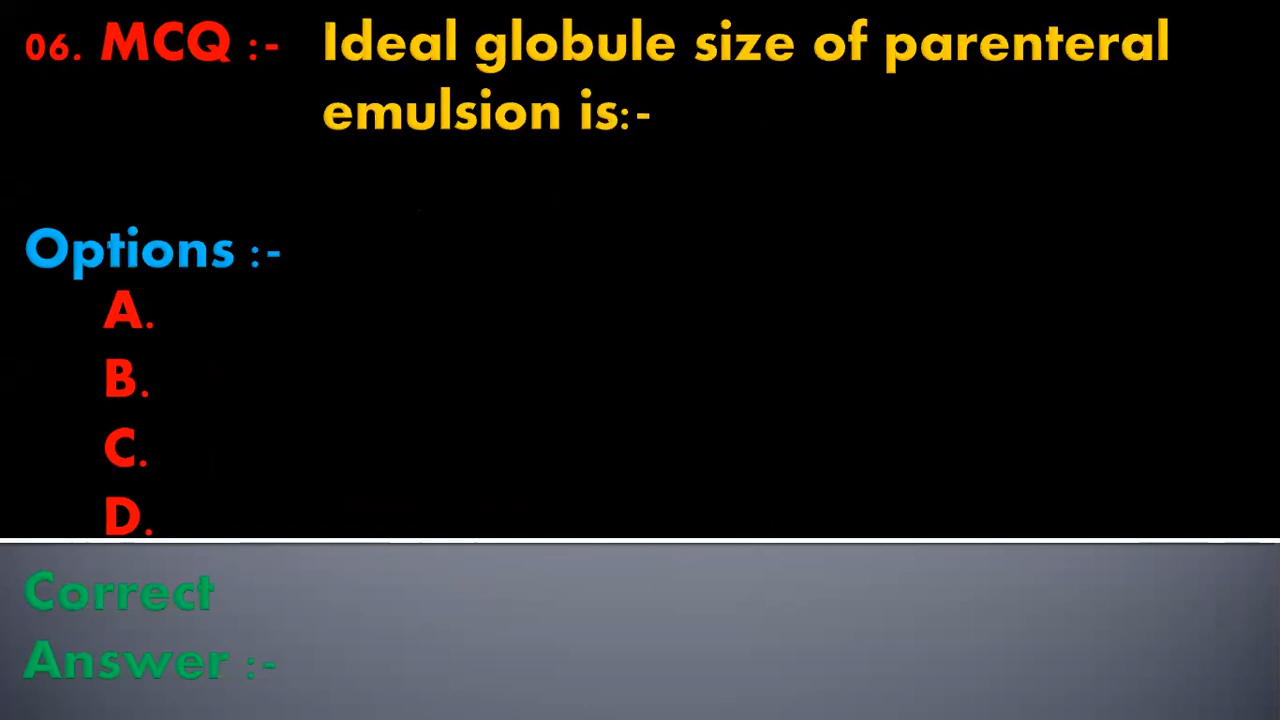 06. MCQ :- Ideal globule size of parenteral
emulsion is:-
Options :-
A.
B.
C.
D.
Correct
Answer :-